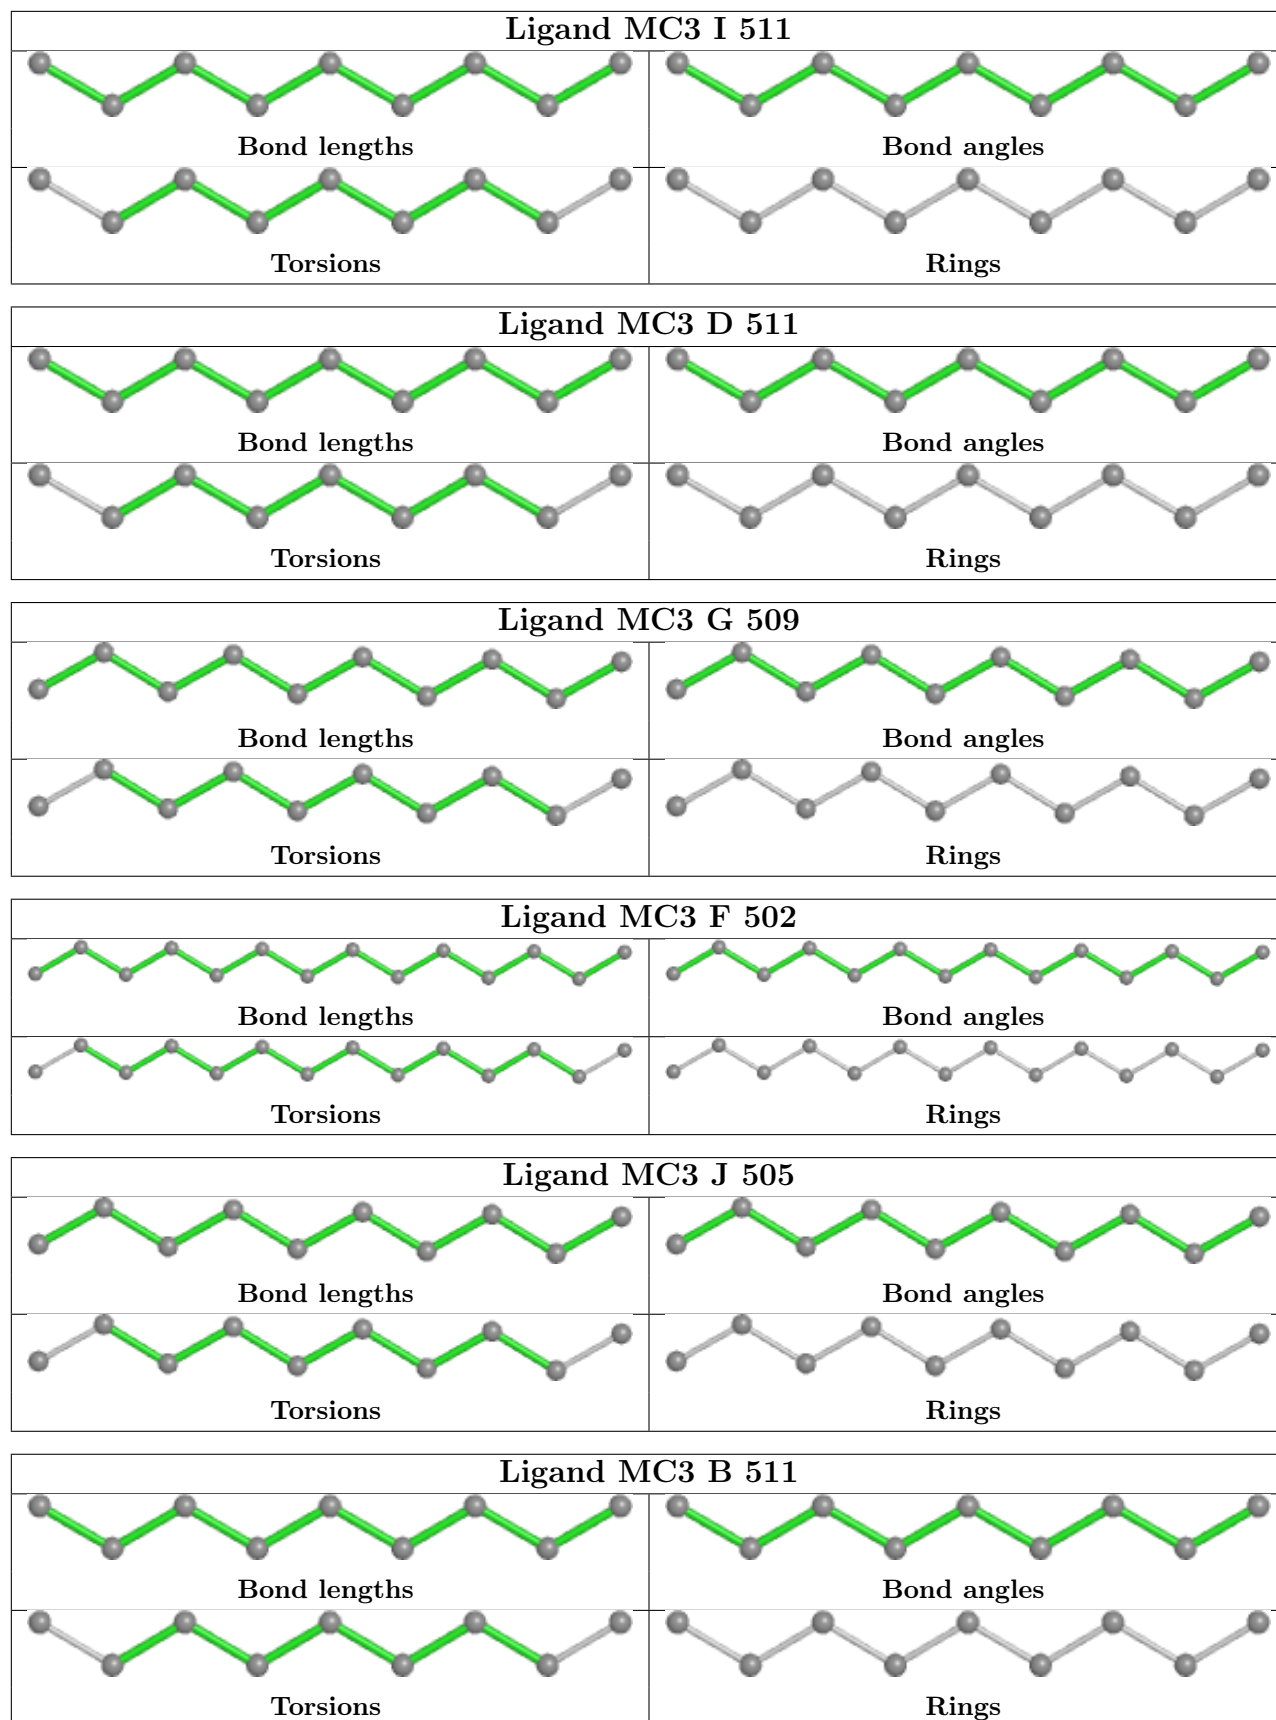 Ligand MC3 I 511
Bond lengths Bond angles
Torsions Rings
Ligand MC3 D 511
Bond lengths Bond angles
Torsions Rings
Ligand MC3 G 509
Bond lengths Bond angles
Torsions Rings
Ligand MC3 F 502
Bond lengths Bond angles
Torsions Rings
Ligand MC3 J 505
Bond lengths Bond angles
Torsions Rings
Ligand MC3 B 511
Bond lengths Bond angles
Torsions Rings